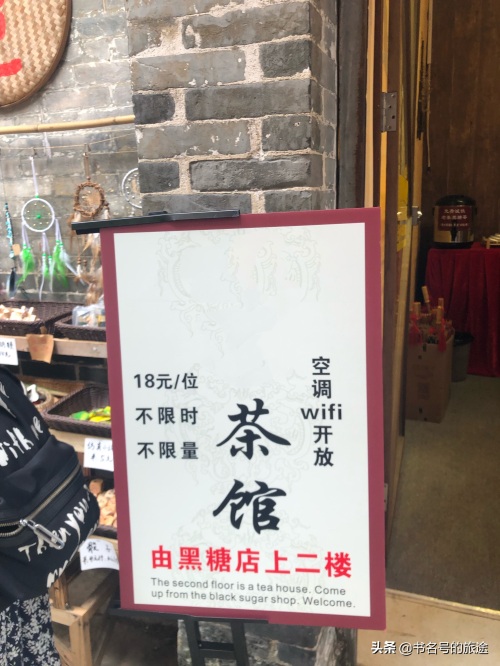 18元/位
不限时
不限量
空调
wifi
开放
茶馆
由黑糖店上二楼
The second floor is a tea house. Come
up from the black sugar shop. Welcome.
头条 @书名号的旅途